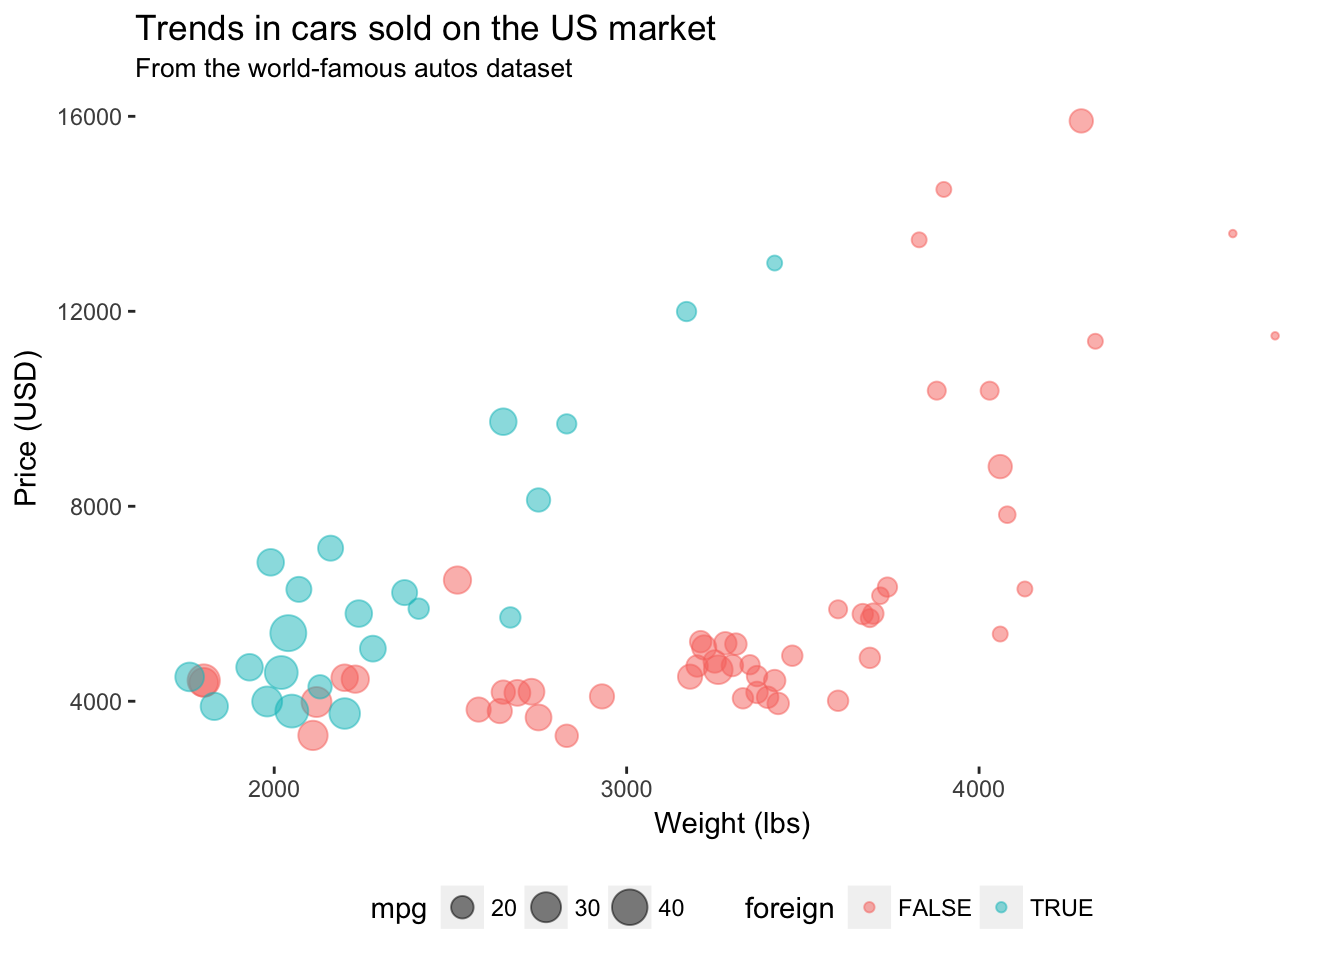 Trends in cars sold on the US market
From the world-famous autos dataset
16000
12000
8000
4000
Price (USD)
2000 3000 4000
Weight (lbs)
mpg 20 30 40 foreign FALSE TRUE